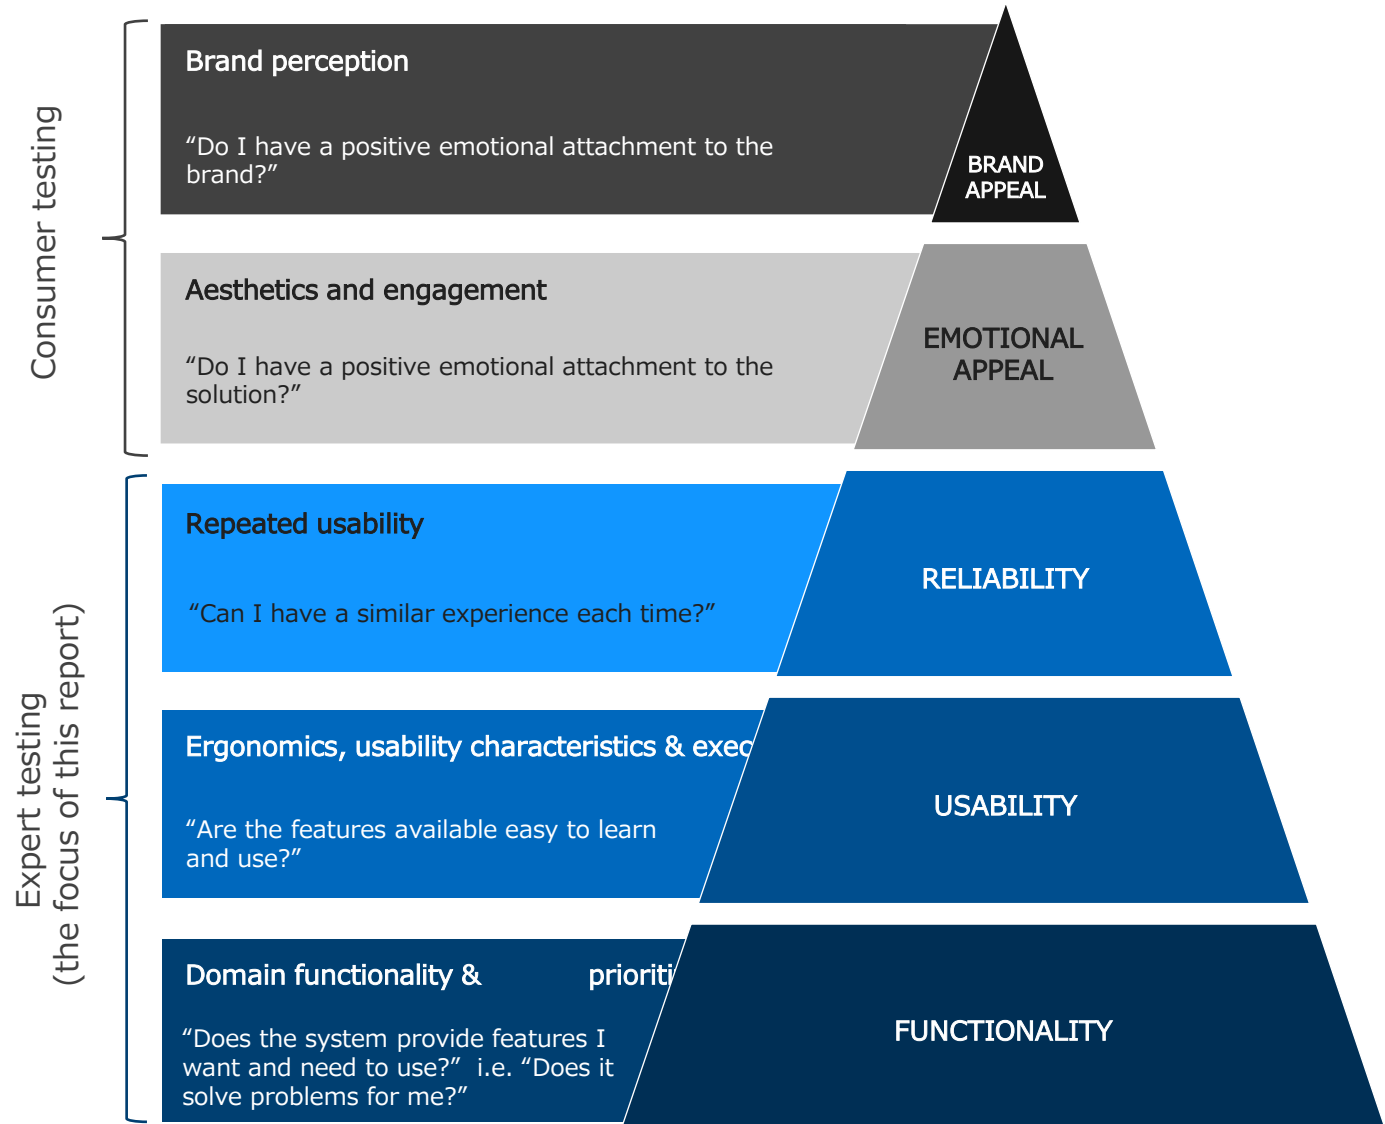 Consumer testing
Brand perception
“Do I have a positive emotional attachment to the
brand?”
BRAND
APPEAL
Aesthetics and engagement
“Do I have a positive emotional attachment to the
solution?”
EMOTIONAL
APPEAL
Expert testing
(the focus of this report)
Repeated usability
“Can I have a similar experience each time?”
RELIABILITY
Ergonomics, usability characteristics &
“Are the features available easy to learn
and use?”
USABILITY
Domain functionality &
“Does the system provide features I
want and need to use?”  i.e. “Does it
solve problems for me?”
FUNCTIONALITY